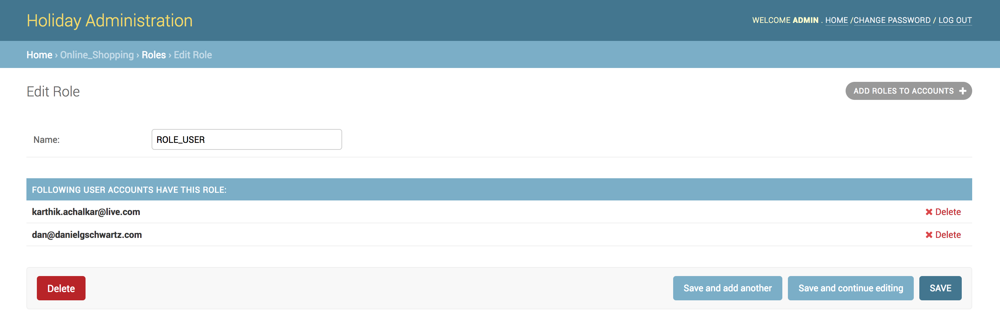 Holiday Administration
WELCOME ADMIN . HOME /CHANGE PASSWORD / LOG OUT
Home › Online_Shopping › Roles › Edit Role
Edit Role
ADD ROLES TO ACCOUNTS +
Name:
ROLE_USER
FOLLOWING USER ACCOUNTS HAVE THIS ROLE:
karthik.achalkar@live.com
✖ Delete
dan@danielgschwartz.com
✖ Delete
Delete
Save and add another
Save and continue editing
SAVE